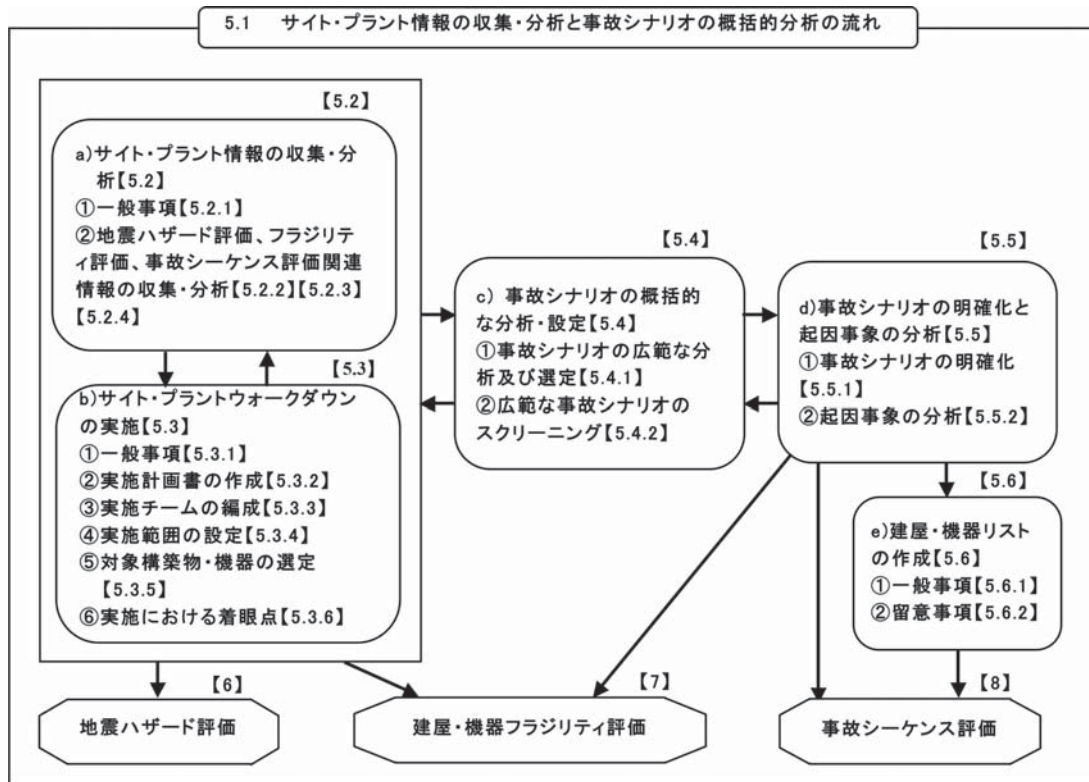 5.1 サイト・プラント情報の収集・分析と事故シナリオの概括的分析の流れ
【5.2】
a)サイト・プラント情報の収集・分
析【5.2】
①一般事項【5.2.1】
②地震ハザード評価、フラジリテ
ィ評価、事故シーケンス評価関連
情報の収集・分析【5.2.2】【5.2.3】
【5.2.4】
【5.3】
b)サイト・プラントウォークダウン
の実施【5.3】
①一般事項【5.3.1】
②実施計画書の作成【5.3.2】
③実施チームの編成【5.3.3】
④実施範囲の設定【5.3.4】
⑤対象構築物・機器の選定
【5.3.5】
⑥実施における着眼点【5.3.6】
【5.4】
c) 事故シナリオの概括的
な分析・設定【5.4】
①事故シナリオの広範な分
析及び選定【5.4.1】
②広範な事故シナリオの
スクリーニング【5.4.2】
【5.5】
d)事故シナリオの明確化と
起因事象の分析【5.5】
①事故シナリオの明確化
【5.5.1】
②起因事象の分析【5.5.2】
【5.6】
e)建屋・機器リスト
の作成【5.6】
①一般事項【5.6.1】
②留意事項【5.6.2】
【6】
地震ハザード評価
【7】
建屋・機器フラジリティ評価
【8】
事故シーケンス評価